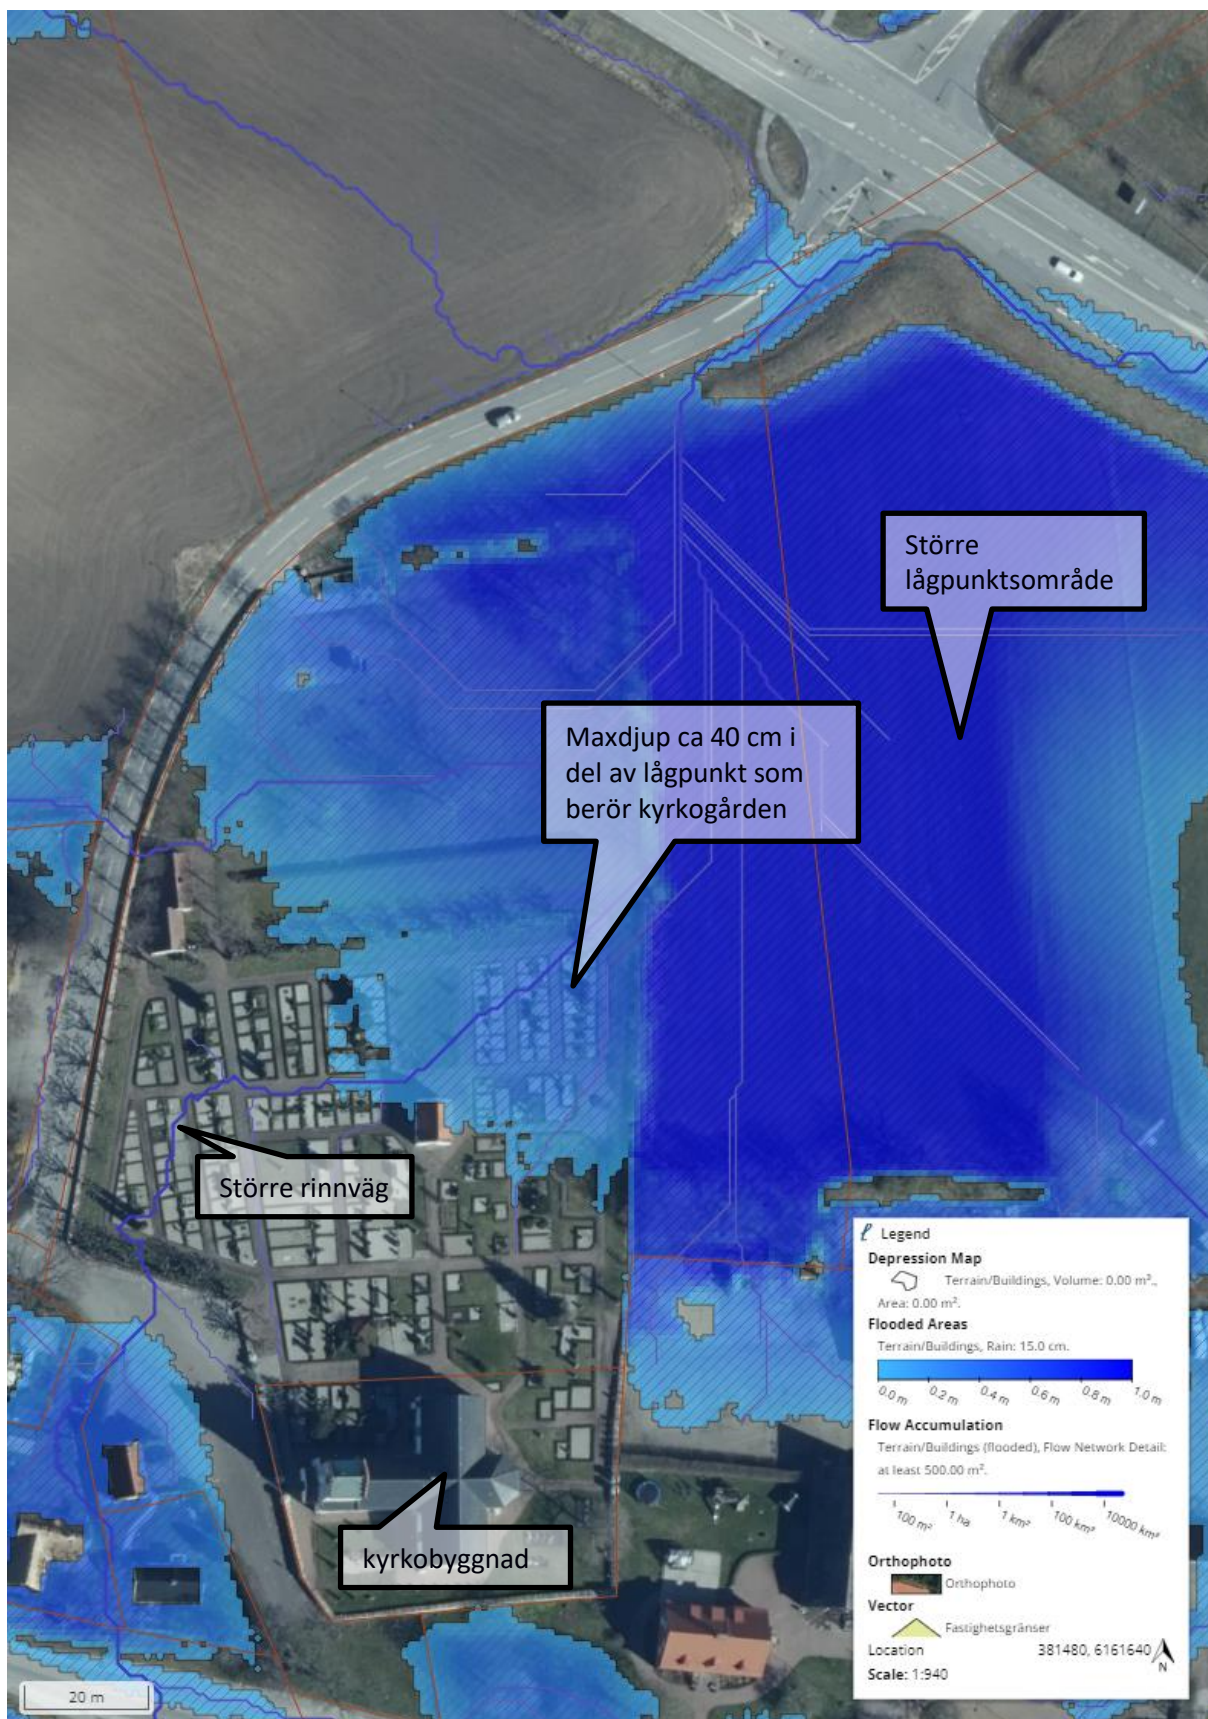 Större
lågpunktsområde
Maxdjup ca 40 cm i
del av lågpunkt som
berör kyrkogården
Större rinnväg
kyrkobyggnad
Legend
Depression Map
Terrain/Buildings, Volume: 0.00 m³.,
Area: 0.00 m².
Flooded Areas
Terrain/Buildings, Rain: 15.0 cm.
0.0 m 0.2 m 0.4 m 0.6 m 0.8 m 1.0 m
Flow Accumulation
Terrain/Buildings (flooded), Flow Network Detail:
at least 500.00 m².
100 m² 1 ha 1 km² 100 km² 10000 km²
Orthophoto
Orthophoto
Vector
Fastighetsgränser
Location 381480, 6161640
N
Scale: 1:940
20 m